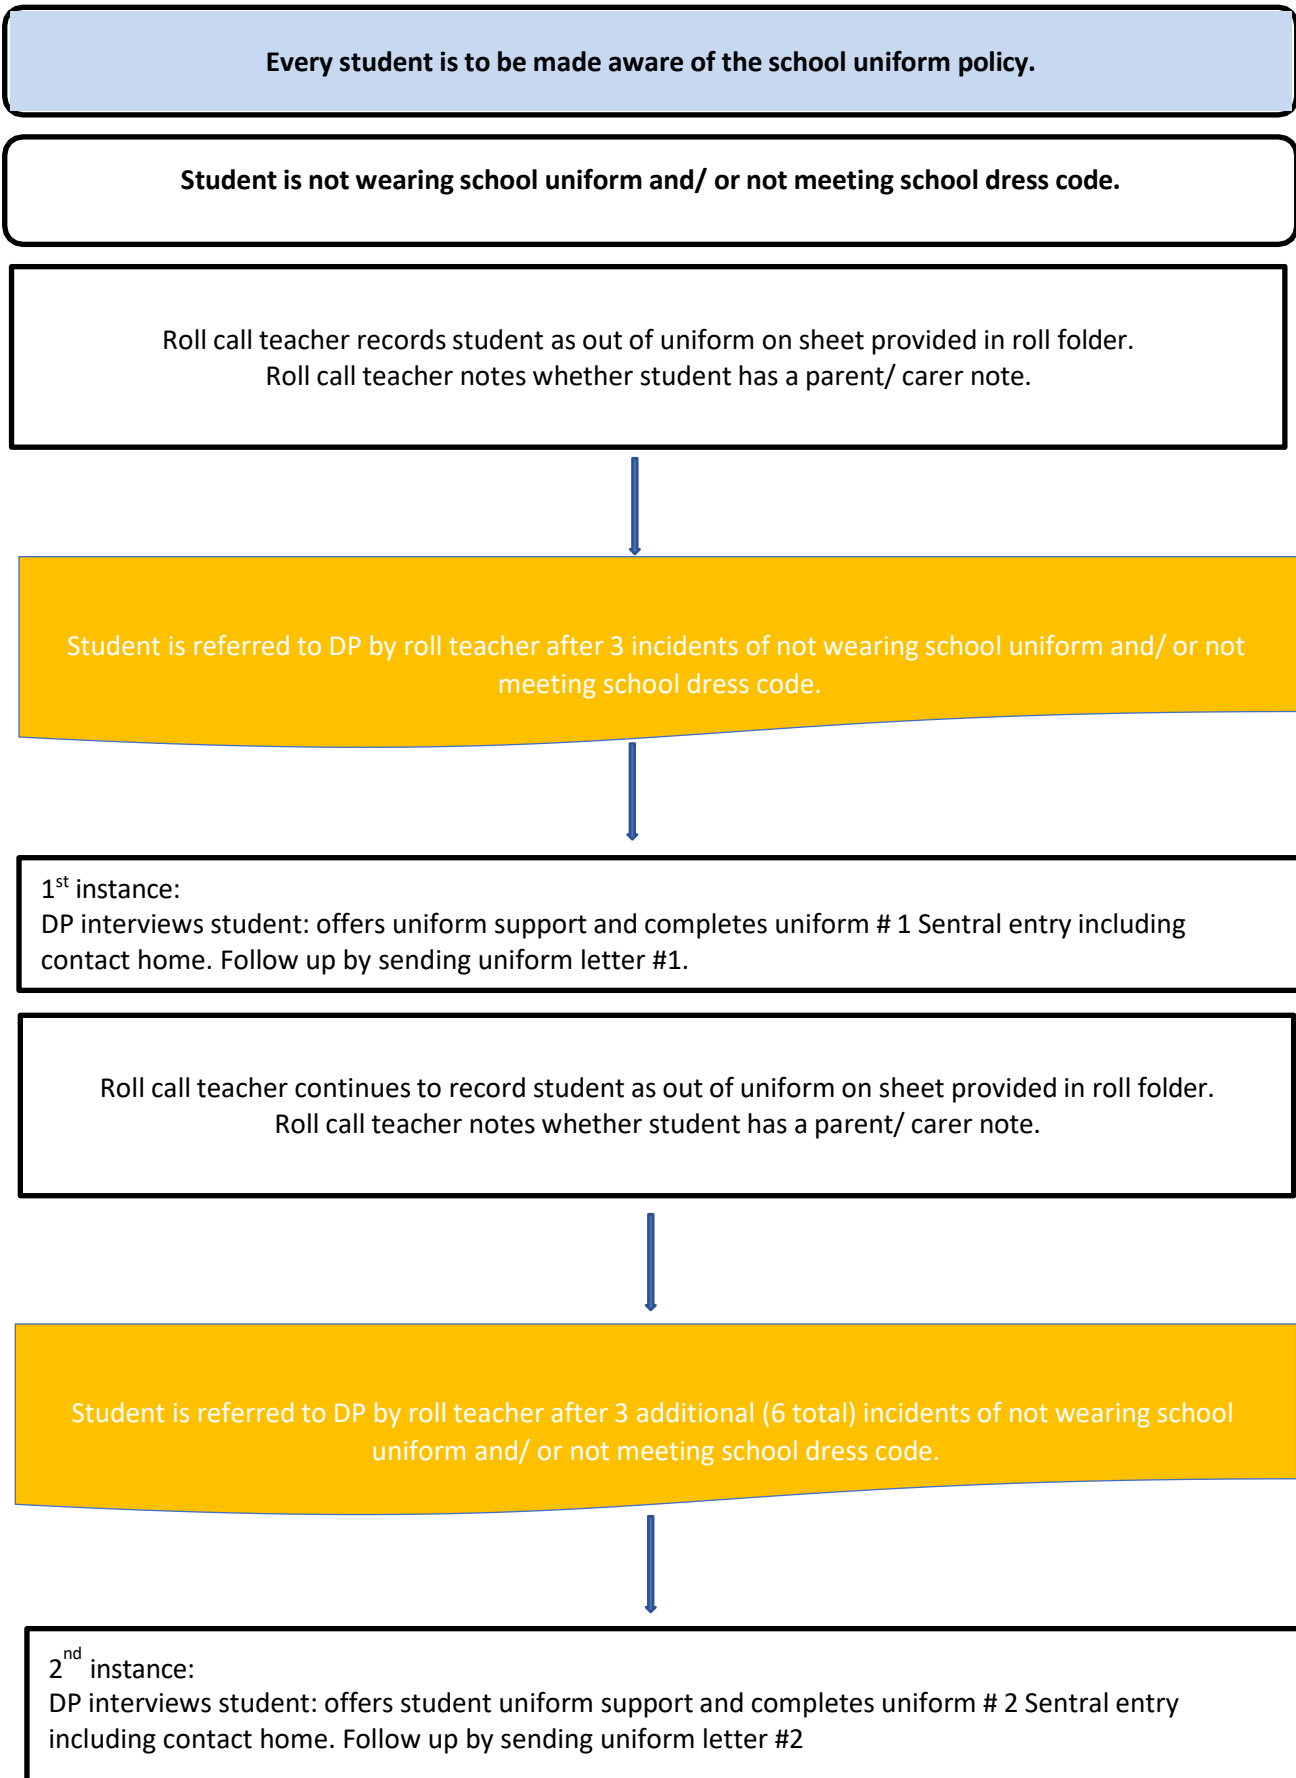 Every student is to be made aware of the school uniform policy.
Student is not wearing school uniform and/ or not meeting school dress code.
Roll call teacher records student as out of uniform on sheet provided in roll folder.
Roll call teacher notes whether student has a parent/ carer note.
Student is referred to DP by roll teacher after 3 incidents of not wearing school uniform and/ or not
meeting school dress code.
1st instance:
DP interviews student: offers uniform support and completes uniform # 1 Sentral entry including
contact home. Follow up by sending uniform letter #1.
Roll call teacher continues to record student as out of uniform on sheet provided in roll folder.
Roll call teacher notes whether student has a parent/ carer note.
Student is referred to DP by roll teacher after 3 additional (6 total) incidents of not wearing school
uniform and/ or not meeting school dress code.
2nd instance:
DP interviews student: offers student uniform support and completes uniform # 2 Sentral entry
including contact home. Follow up by sending uniform letter #2